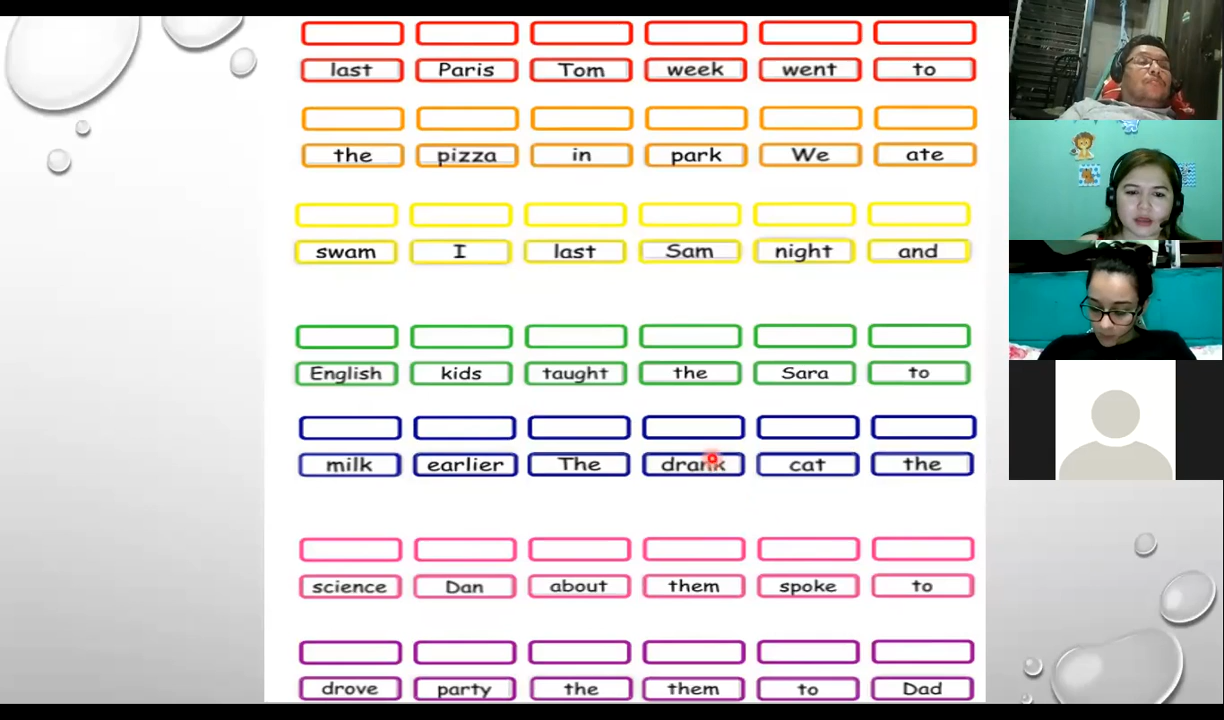 last Paris Tom week went to
the pizza in park We ate
swam I last Sam night and
English kids taught the Sara to
milk earlier The drank cat the
science Dan about them spoke to
drove party the them to Dad